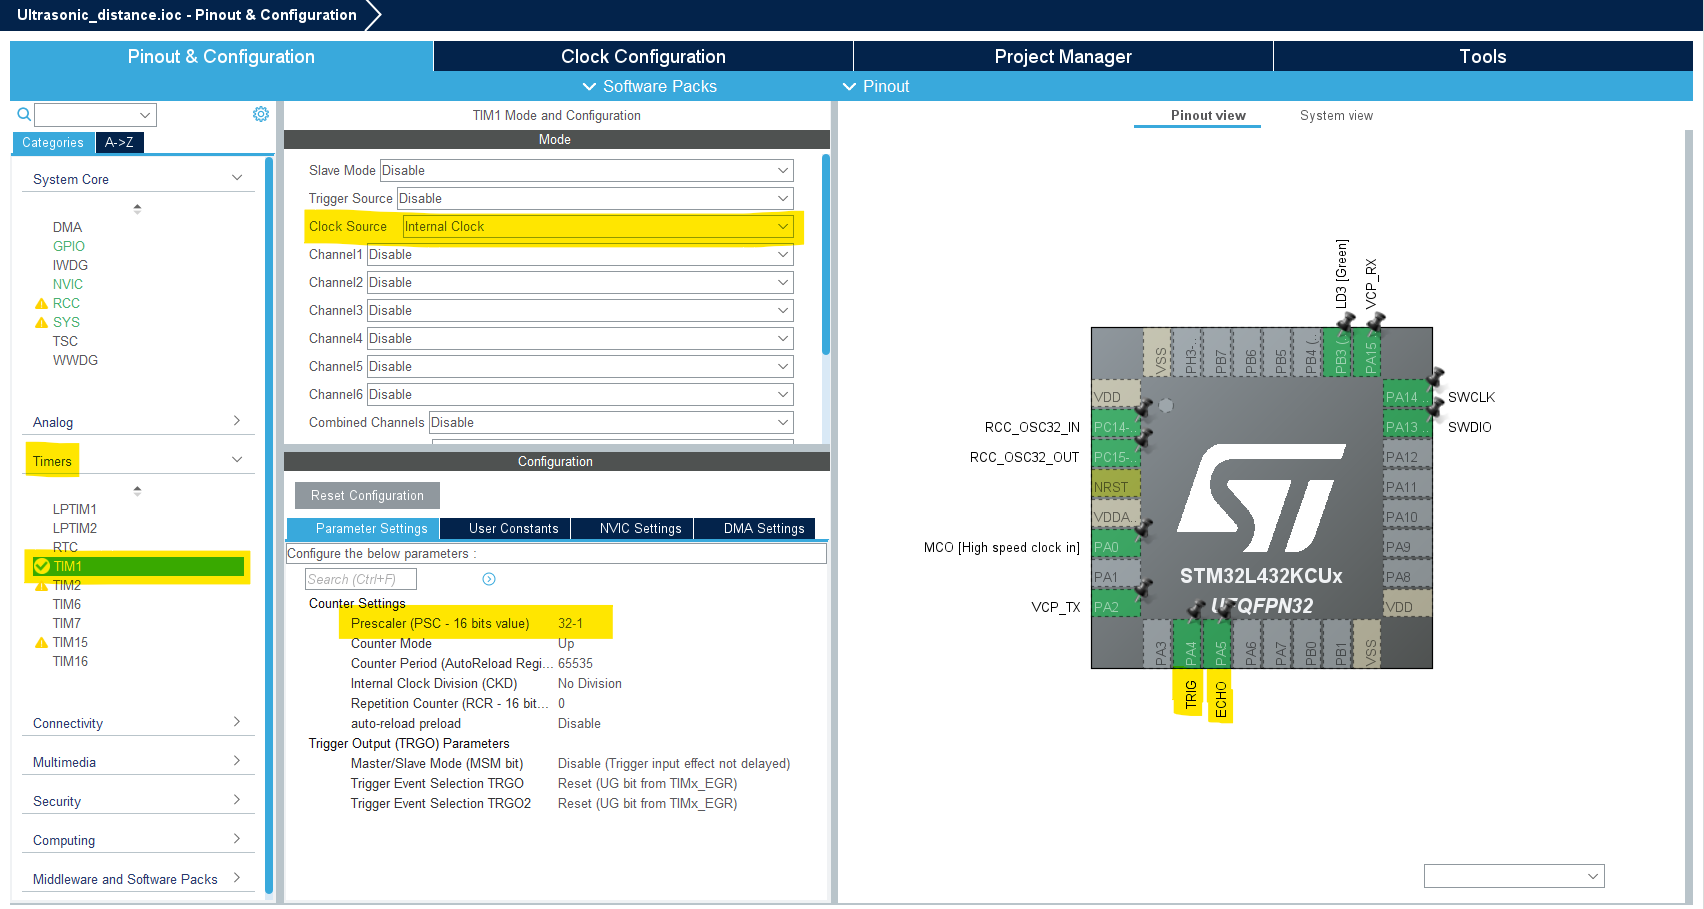 Ultrasonic_distance.ioc - Pinout & Configuration
Pinout & Configuration
Clock Configuration
Project Manager
Tools
Software Packs
Pinout
Categories
A->Z
System Core
DMA
GPIO
IWDG
NVIC
RCC
SYS
TSC
WWDG
Analog
Timers
LPTIM1
LPTIM2
RTC
TIM1
TIM2
TIM6
TIM7
TIM15
TIM16
Connectivity
Multimedia
Security
Computing
Middleware and Software Packs
TIM1 Mode and Configuration
Mode
Slave Mode Disable
Trigger Source Disable
Clock Source Internal Clock
Channel1 Disable
Channel2 Disable
Channel3 Disable
Channel4 Disable
Channel5 Disable
Channel6 Disable
Combined Channels Disable
Configuration
Reset Configuration
Parameter Settings
User Constants
NVIC Settings
DMA Settings
Configure the below parameters :
Search (Ctrl+F)
Counter Settings
Prescaler (PSC - 16 bits value) 32-1
Counter Mode Up
Counter Period (AutoReload Regi... 65535
Internal Clock Division (CKD) No Division
Repetition Counter (RCR - 16 bit... 0
auto-reload preload Disable
Trigger Output (TRGO) Parameters
Master/Slave Mode (MSM bit) Disable (Trigger input effect not delayed)
Trigger Event Selection TRGO Reset (UG bit from TIMx_EGR)
Trigger Event Selection TRGO2 Reset (UG bit from TIMx_EGR)
Pinout view
System view
LD3 [Green]
VCP_RX
VSS
PH3-..
PB7
PB6
PB5
PB4 (..
PB3 (..
PA15 ..
VDD
PC14-..
PC15-..
NRST
VDDA..
PA0
PA1
PA2
RCC_OSC32_IN
RCC_OSC32_OUT
MCO [High speed clock in]
VCP_TX
PA14 ..
PA13 ..
PA12
PA11
PA10
PA9
PA8
VDD
SWCLK
SWDIO
ST
STM32L432KCUx
UFQFPN32
PA3
PA4
PA5
PA6
PA7
PB0
PB1
VSS
TRIG
ECHO